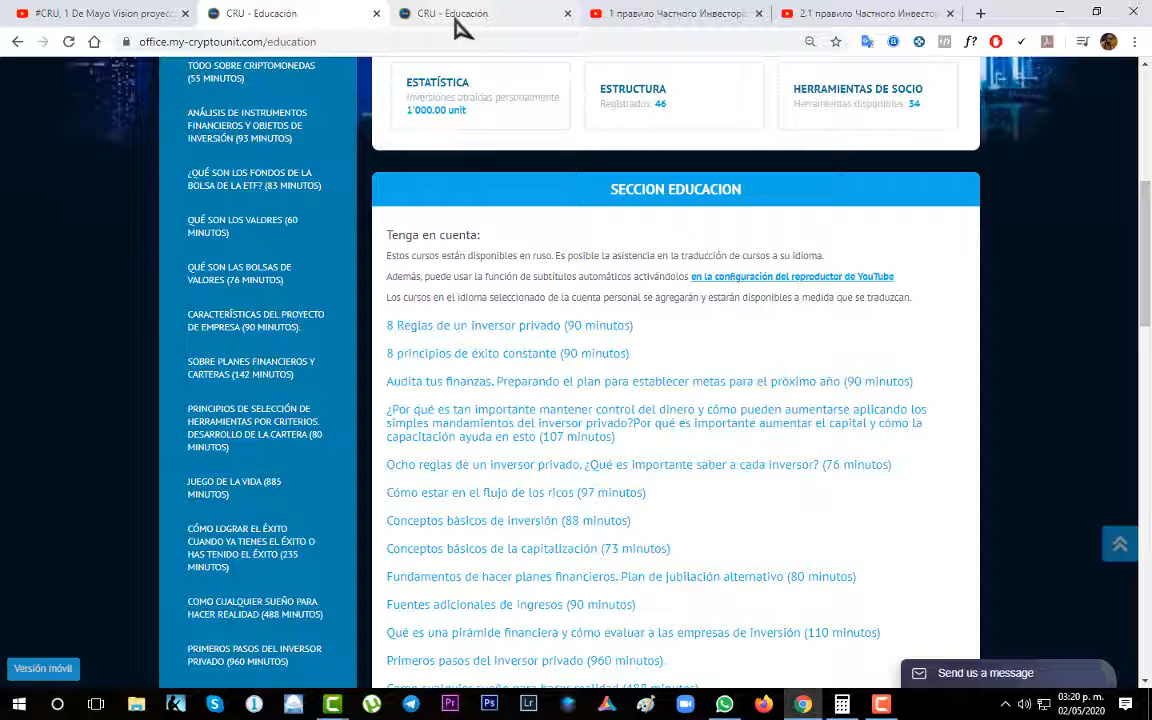 #CRU, 1 De Mayo Vision proyec
CRU - Educación
CRU - Educación
1 правило Частного Инвестора
2.1 правило Частного Инвестора
office.my-cryptounit.com/education
TODO SOBRE CRIPTOMONEDAS
(55 MINUTOS)
ANÁLISIS DE INSTRUMENTOS
FINANCIEROS Y OBJETOS DE
INVERSIÓN (93 MINUTOS)
¿QUÉ SON LOS FONDOS DE LA
BOLSA DE LA ETF? (83 MINUTOS)
QUÉ SON LOS VALORES (60
MINUTOS)
QUÉ SON LAS BOLSAS DE
VALORES (76 MINUTOS)
CARACTERÍSTICAS DEL PROYECTO
DE EMPRESA (90 MINUTOS).
SOBRE PLANES FINANCIEROS Y
CARTERAS (142 MINUTOS)
PRINCIPIOS DE SELECCIÓN DE
HERRAMIENTAS POR CRITERIOS.
DESARROLLO DE LA CARTERA (80
MINUTOS)
JUEGO DE LA VIDA (885
MINUTOS)
CÓMO LOGRAR EL ÉXITO
CUANDO YA TIENES EL ÉXITO O
HAS TENIDO EL ÉXITO (235
MINUTOS)
COMO CUALQUIER SUEÑO PARA
HACER REALIDAD (488 MINUTOS)
PRIMEROS PASOS DEL INVERSOR
PRIVADO (960 MINUTOS)
Versión móvil
ESTATÍSTICA
Inversiones atraídas personalmente
1'000.00 unit
ESTRUCTURA
Registrados: 46
HERRAMIENTAS DE SOCIO
Herramientas disponibles: 34
SECCION EDUCACION
Tenga en cuenta:
Estos cursos están disponibles en ruso. Es posible la asistencia en la traducción de cursos a su idioma.
Además, puede usar la función de subtítulos automáticos activándolos en la configuración del reproductor de YouTube
Los cursos en el idioma seleccionado de la cuenta personal se agregarán y estarán disponibles a medida que se traduzcan.
8 Reglas de un inversor privado (90 minutos)
8 principios de éxito constante (90 minutos)
Audita tus finanzas. Preparando el plan para establecer metas para el próximo año (90 minutos)
¿Por qué es tan importante mantener control del dinero y cómo pueden aumentarse aplicando los
simples mandamientos del inversor privado?Por qué es importante aumentar el capital y cómo la
capacitación ayuda en esto (107 minutos)
Ocho reglas de un inversor privado. ¿Qué es importante saber a cada inversor? (76 minutos)
Cómo estar en el flujo de los ricos (97 minutos)
Conceptos básicos de inversión (88 minutos)
Conceptos básicos de la capitalización (73 minutos)
Fundamentos de hacer planes financieros. Plan de jubilación alternativo (80 minutos)
Fuentes adicionales de ingresos (90 minutos)
Qué es una pirámide financiera y cómo evaluar a las empresas de inversión (110 minutos)
Primeros pasos del Inversor privado (960 minutos)
Como cualquier sueño para hacer realidad (488 minutos)
Send us a message
03:20 p. m.
02/05/2020